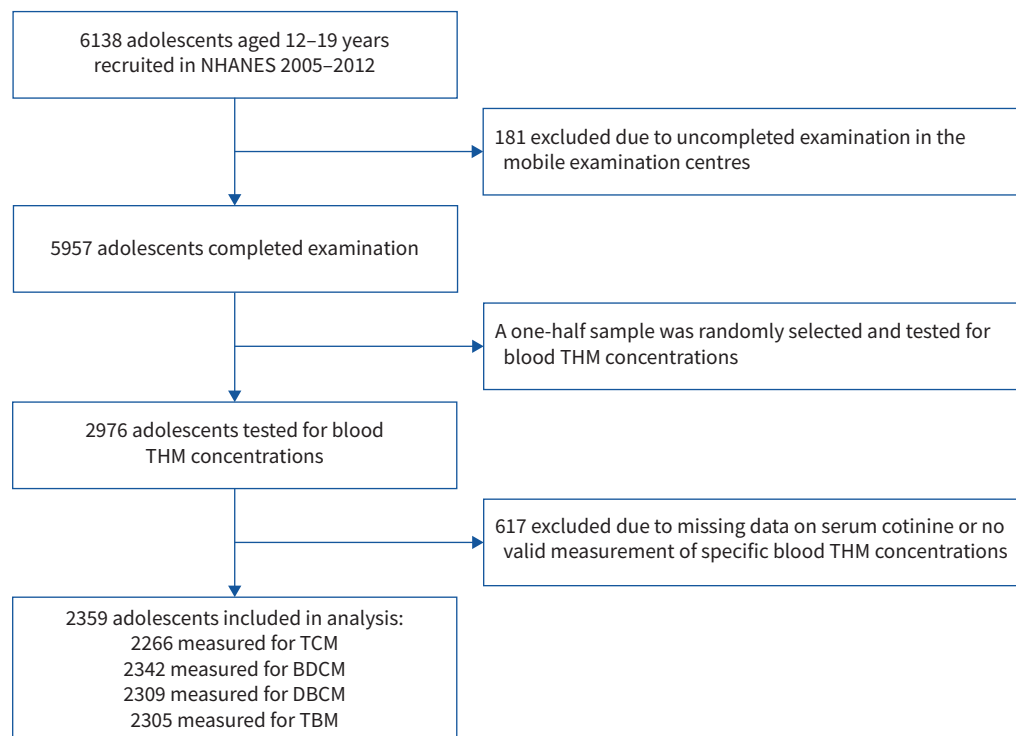 6138 adolescents aged 12–19 years
recruited in NHANES 2005–2012
181 excluded due to uncompleted examination in the
mobile examination centres
5957 adolescents completed examination
A one-half sample was randomly selected and tested for
blood THM concentrations
2976 adolescents tested for blood
THM concentrations
617 excluded due to missing data on serum cotinine or no
valid measurement of specific blood THM concentrations
2359 adolescents included in analysis:
2266 measured for TCM
2342 measured for BDCM
2309 measured for DBCM
2305 measured for TBM